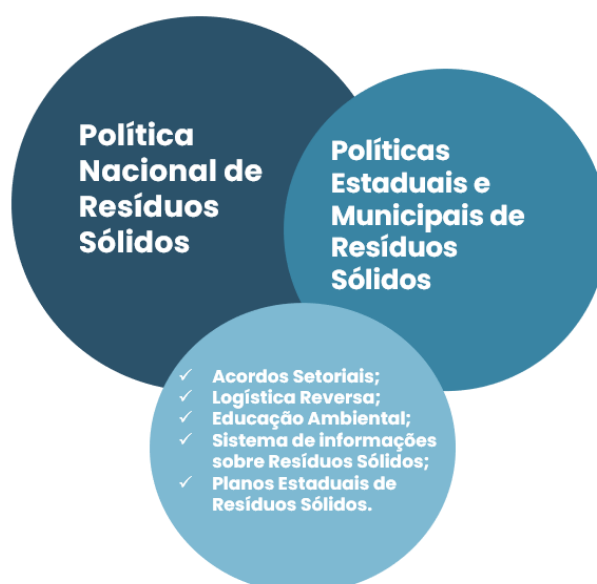 Política
Nacional de
Resíduos
Sólidos
Políticas
Estaduais e
Municipais de
Resíduos
Sólidos
✓ Acordos Setoriais;
✓ Logística Reversa;
✓ Educação Ambiental;
✓ Sistema de informações
sobre Resíduos Sólidos;
✓ Planos Estaduais de
Resíduos Sólidos.